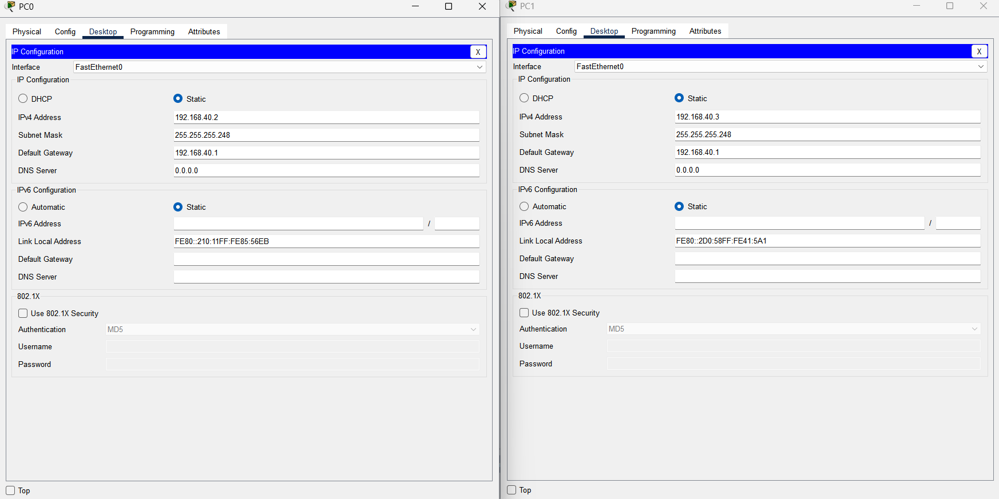 PC0
Physical Config Desktop Programming Attributes
IP Configuration X
Interface FastEthernet0
IP Configuration
DHCP Static
IPv4 Address 192.168.40.2
Subnet Mask 255.255.255.248
Default Gateway 192.168.40.1
DNS Server 0.0.0.0
IPv6 Configuration
Automatic Static
IPv6 Address /
Link Local Address FE80::210:11FF:FE85:56EB
Default Gateway
DNS Server
802.1X
Use 802.1X Security
Authentication MD5
Username
Password
Top
PC1
Physical Config Desktop Programming Attributes
IP Configuration X
Interface FastEthernet0
IP Configuration
DHCP Static
IPv4 Address 192.168.40.3
Subnet Mask 255.255.255.248
Default Gateway 192.168.40.1
DNS Server 0.0.0.0
IPv6 Configuration
Automatic Static
IPv6 Address /
Link Local Address FE80::2D0:58FF:FE41:5A1
Default Gateway
DNS Server
802.1X
Use 802.1X Security
Authentication MD5
Username
Password
Top